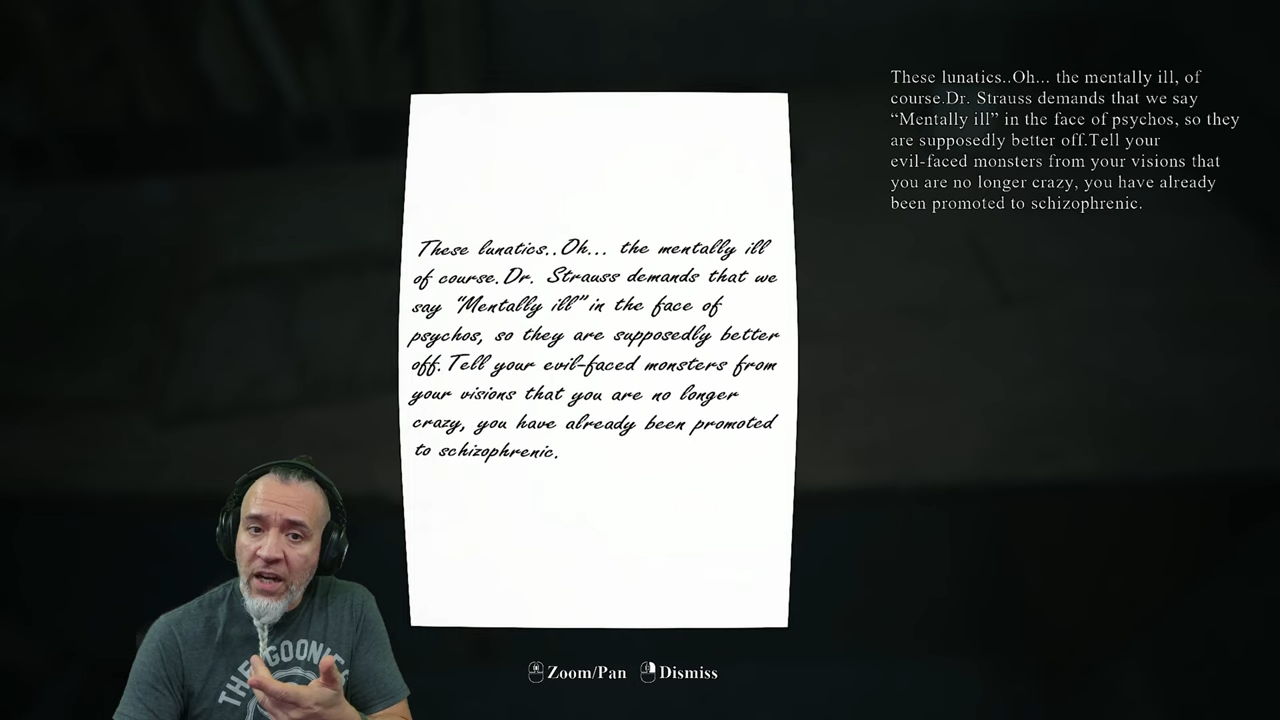 These lunatics..Oh... the mentally ill, of
course.Dr. Strauss demands that we say
“Mentally ill” in the face of psychos, so they
are supposedly better off.Tell your
evil-faced monsters from your visions that
you are no longer crazy, you have already
been promoted to schizophrenic.
These lunatics..Oh... the mentally ill
of course.Dr. Strauss demands that we
say "Mentally ill" in the face of
psychos, so they are supposedly better
off.Tell your evil-faced monsters from
your visions that you are no longer
crazy, you have already been promoted
to schizophrenic.
THE GOONIES
Zoom/Pan Dismiss